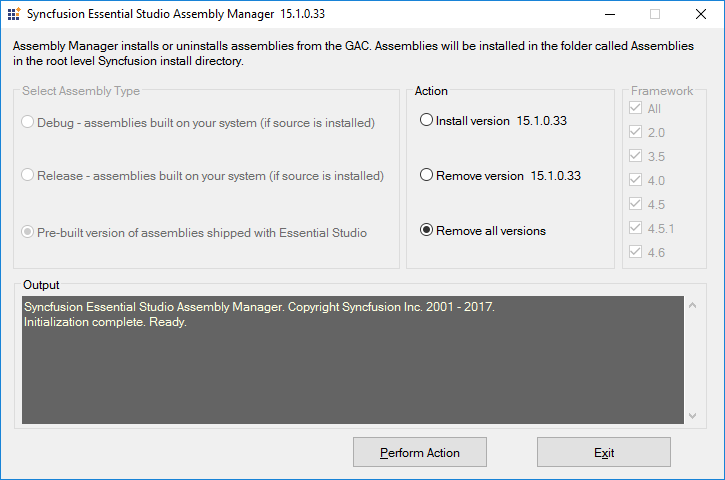 Syncfusion Essential Studio Assembly Manager 15.1.0.33
Assembly Manager installs or uninstalls assemblies from the GAC. Assemblies will be installed in the folder called Assemblies
in the root level Syncfusion install directory.
Select Assembly Type
Debug - assemblies built on your system (if source is installed)
Release - assemblies built on your system (if source is installed)
Pre-built version of assemblies shipped with Essential Studio
Action
Install version 15.1.0.33
Remove version 15.1.0.33
Remove all versions
Framework
All
2.0
3.5
4.0
4.5
4.5.1
4.6
Output
Syncfusion Essential Studio Assembly Manager. Copyright Syncfusion Inc. 2001 - 2017.
Initialization complete. Ready.
Perform Action
Exit